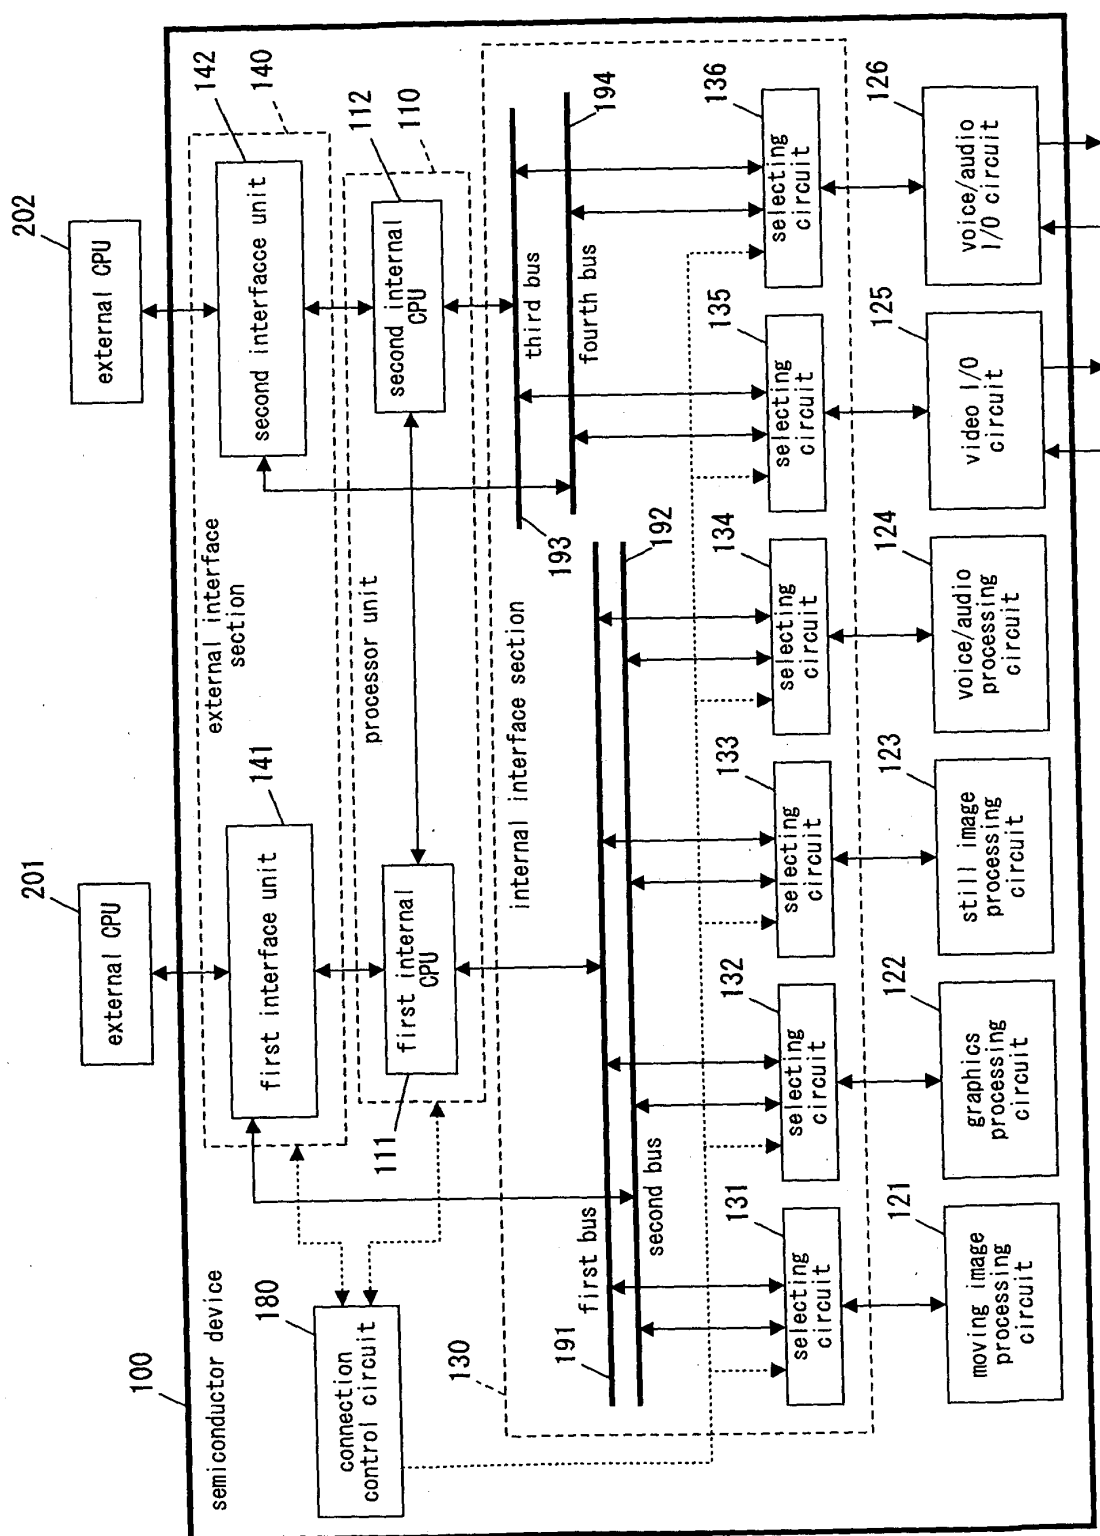 201
external CPU
202
external CPU
100
semiconductor device
external interface
section
141
first interface unit
142
second interfacce unit
140
180
connection
control circuit
processor unit
111
first internal
CPU
112
second internal
CPU
110
130
internal interface section
191
first bus
second bus
192
193
third bus
fourth bus
194
131
selecting
circuit
132
selecting
circuit
133
selecting
circuit
134
selecting
circuit
135
selecting
circuit
136
selecting
circuit
121
moving image
processing
circuit
122
graphics
processing
circuit
123
still image
processing
circuit
124
voice/audio
processing
circuit
125
video I/O
circuit
126
voice/audio
I/O circuit